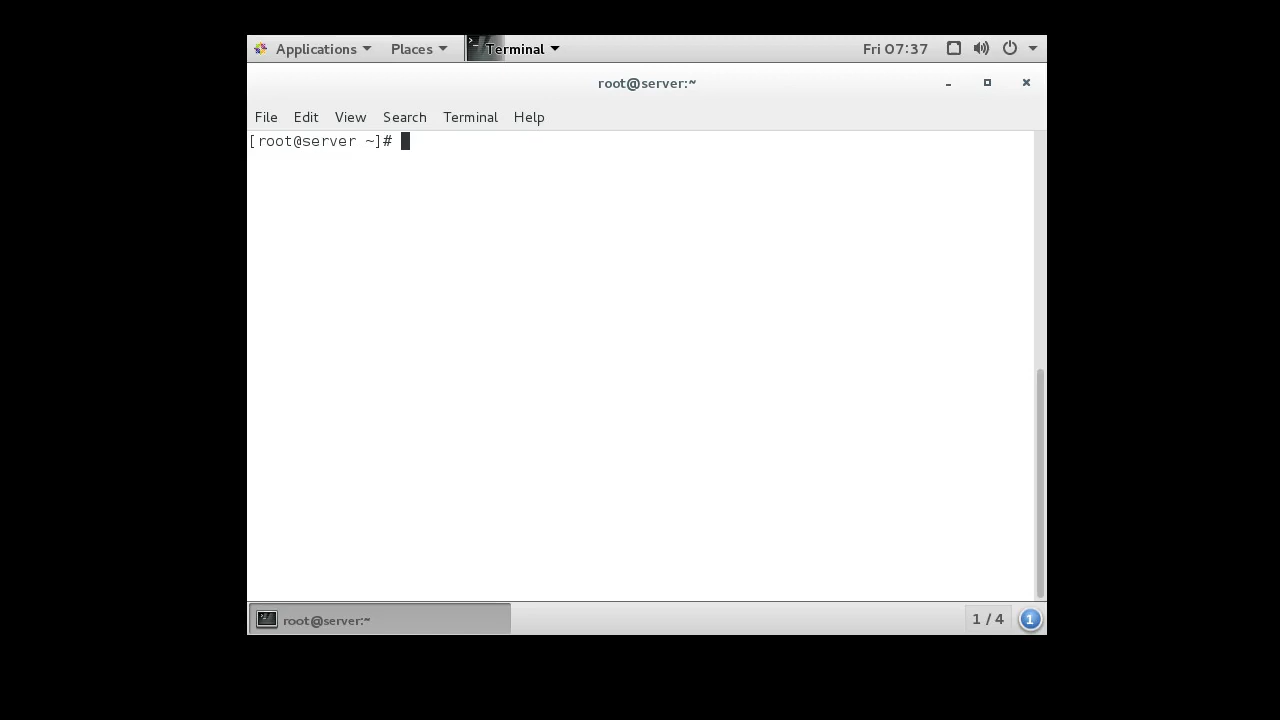 Applications Places Terminal Fri 07:37
root@server:~
File Edit View Search Terminal Help
[root@server ~]#
root@server:~ 1 / 4 1